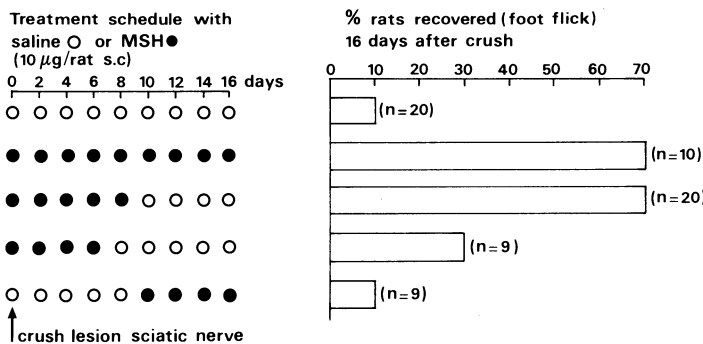 Treatment schedule with
saline ○ or MSH●
(10 μg/rat s.c)
0 2 4 6 8 10 12 14 16 days
% rats recovered (foot flick)
16 days after crush
0 10 20 30 40 50 60 70
(n=20)
(n=10)
(n=20)
(n=9)
(n=9)
crush lesion sciatic nerve